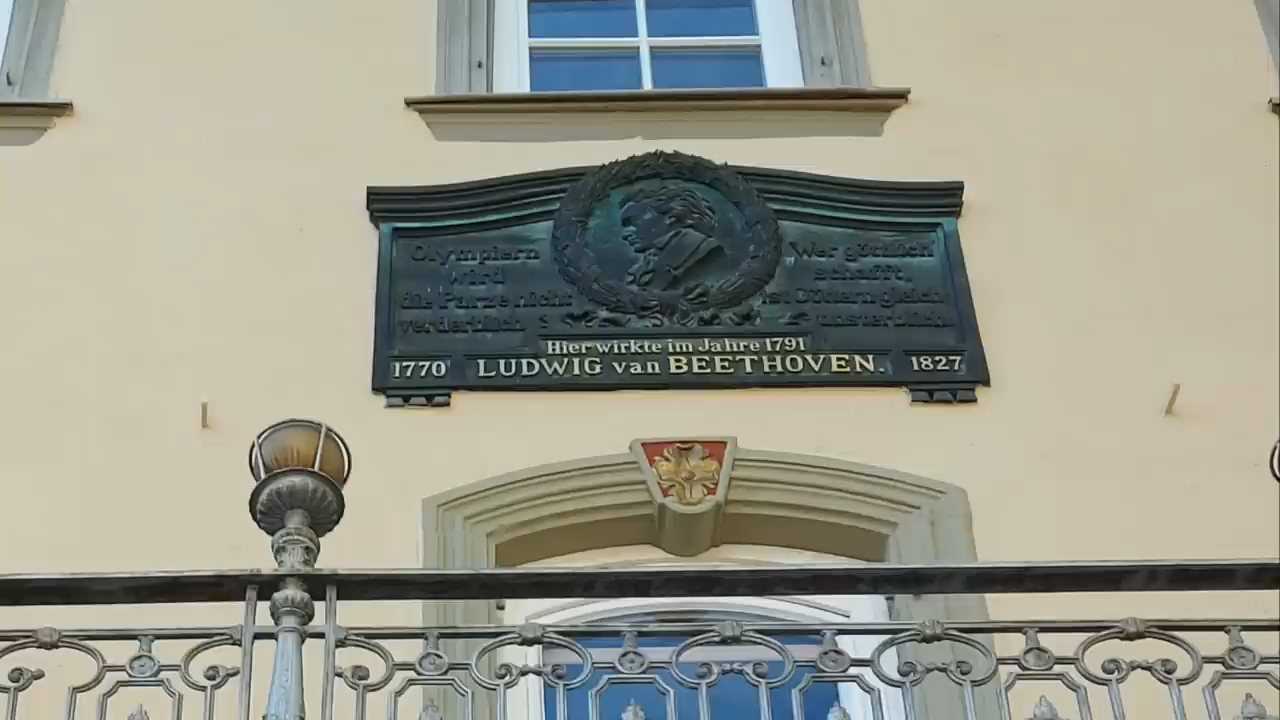 Olympiern
wird
die Parze nicht
verderblich :
Wer göttlich
schafft,
ist Göttern gleich
unsterblich
Hier wirkte im Jahre 1791
1770 LUDWIG van BEETHOVEN. 1827